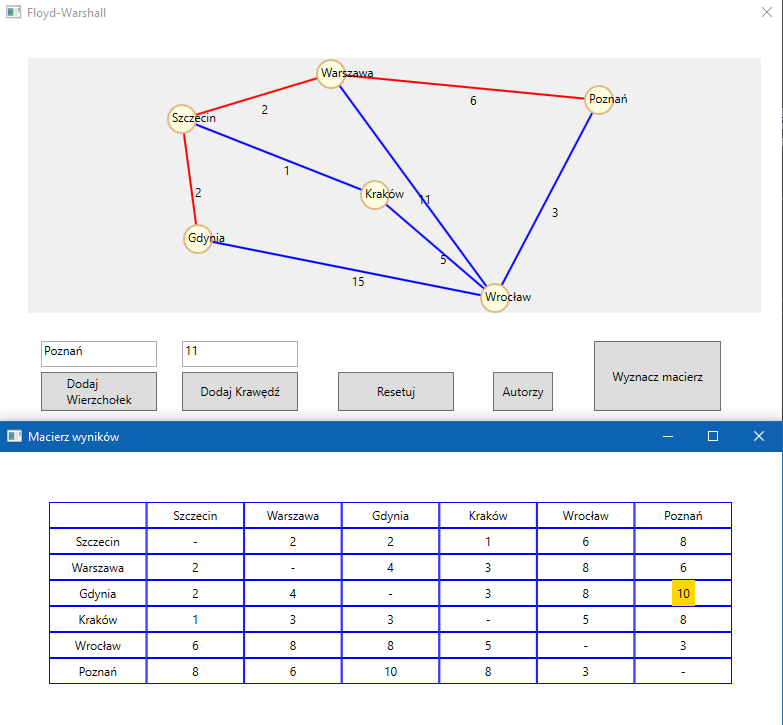 Floyd-Warshall
Warszawa
6
Poznań
2
Szczecin
1
2
Kraków
11
3
Gdynia
5
15
Wrocław
Poznań
11
Dodaj
Wierzchołek
Dodaj Krawędź
Resetuj
Autorzy
Wyznacz macierz
Macierz wyników
Szczecin Warszawa Gdynia Kraków Wrocław Poznań
Szczecin - 2 2 1 6 8
Warszawa 2 - 4 3 8 6
Gdynia 2 4 - 3 8 10
Kraków 1 3 3 - 5 8
Wrocław 6 8 8 5 - 3
Poznań 8 6 10 8 3 -